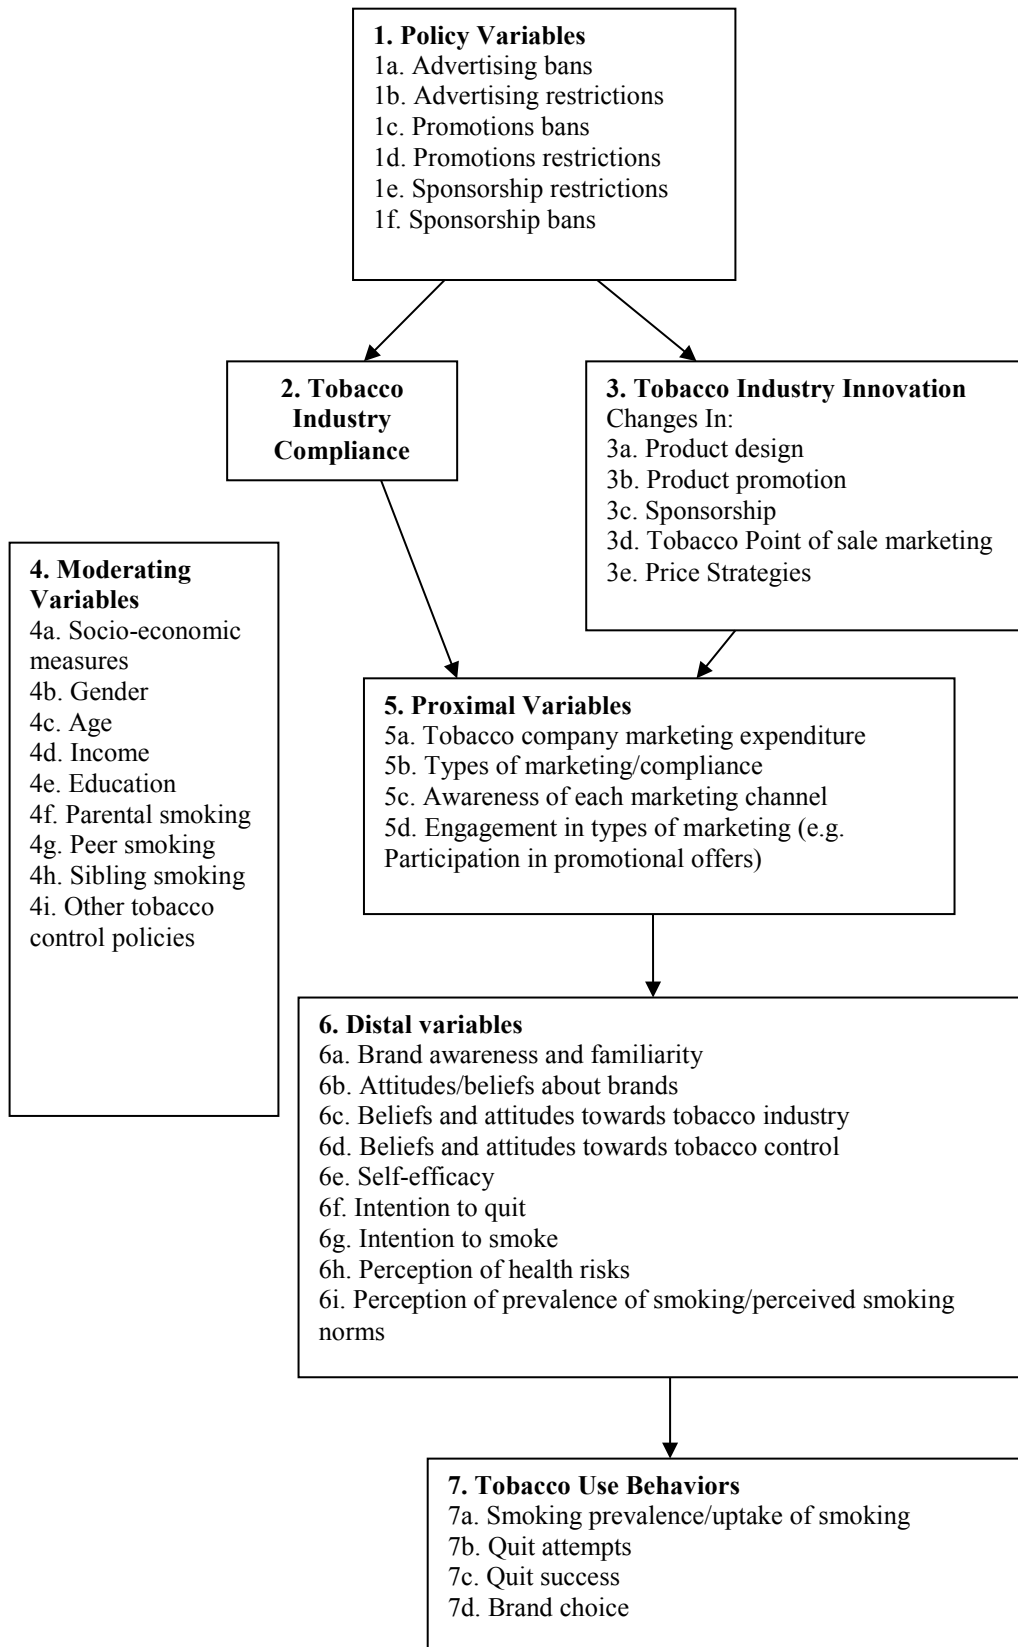 1. Policy Variables
1a. Advertising bans
1b. Advertising restrictions
1c. Promotions bans
1d. Promotions restrictions
1e. Sponsorship restrictions
1f. Sponsorship bans
2. Tobacco
Industry
Compliance
3. Tobacco Industry Innovation
Changes In:
3a. Product design
3b. Product promotion
3c. Sponsorship
3d. Tobacco Point of sale marketing
3e. Price Strategies
4. Moderating
Variables
4a. Socio-economic
measures
4b. Gender
4c. Age
4d. Income
4e. Education
4f. Parental smoking
4g. Peer smoking
4h. Sibling smoking
4i. Other tobacco
control policies
5. Proximal Variables
5a. Tobacco company marketing expenditure
5b. Types of marketing/compliance
5c. Awareness of each marketing channel
5d. Engagement in types of marketing (e.g.
Participation in promotional offers)
6. Distal variables
6a. Brand awareness and familiarity
6b. Attitudes/beliefs about brands
6c. Beliefs and attitudes towards tobacco industry
6d. Beliefs and attitudes towards tobacco control
6e. Self-efficacy
6f. Intention to quit
6g. Intention to smoke
6h. Perception of health risks
6i. Perception of prevalence of smoking/perceived smoking
norms
7. Tobacco Use Behaviors
7a. Smoking prevalence/uptake of smoking
7b. Quit attempts
7c. Quit success
7d. Brand choice